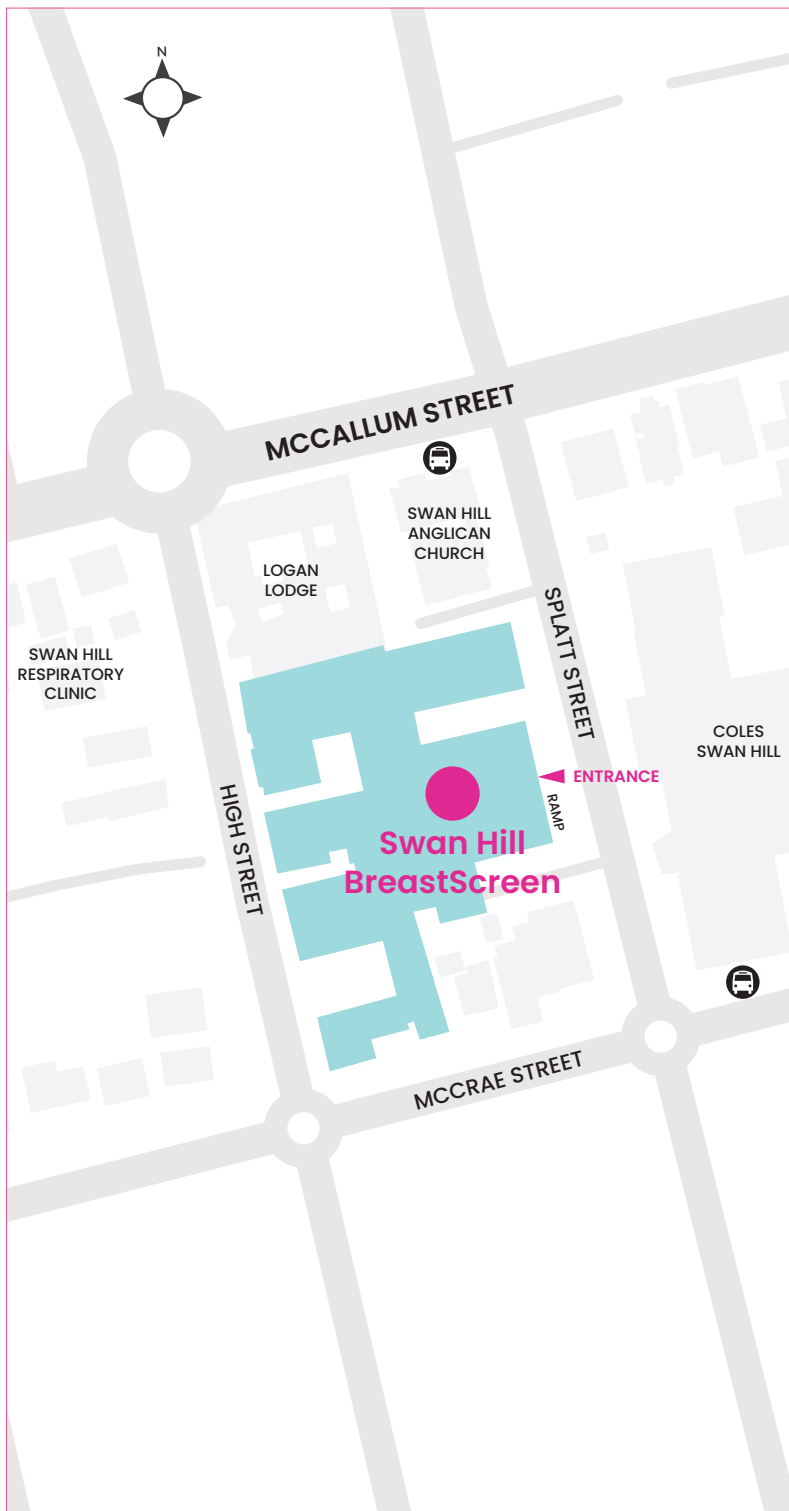 N
MCCALLUM STREET
SWAN HILL
ANGLICAN
CHURCH
LOGAN
LODGE
SPLATT STREET
SWAN HILL
RESPIRATORY
CLINIC
COLES
SWAN HILL
ENTRANCE
RAMP
HIGH STREET
Swan Hill
BreastScreen
MCCRAE STREET